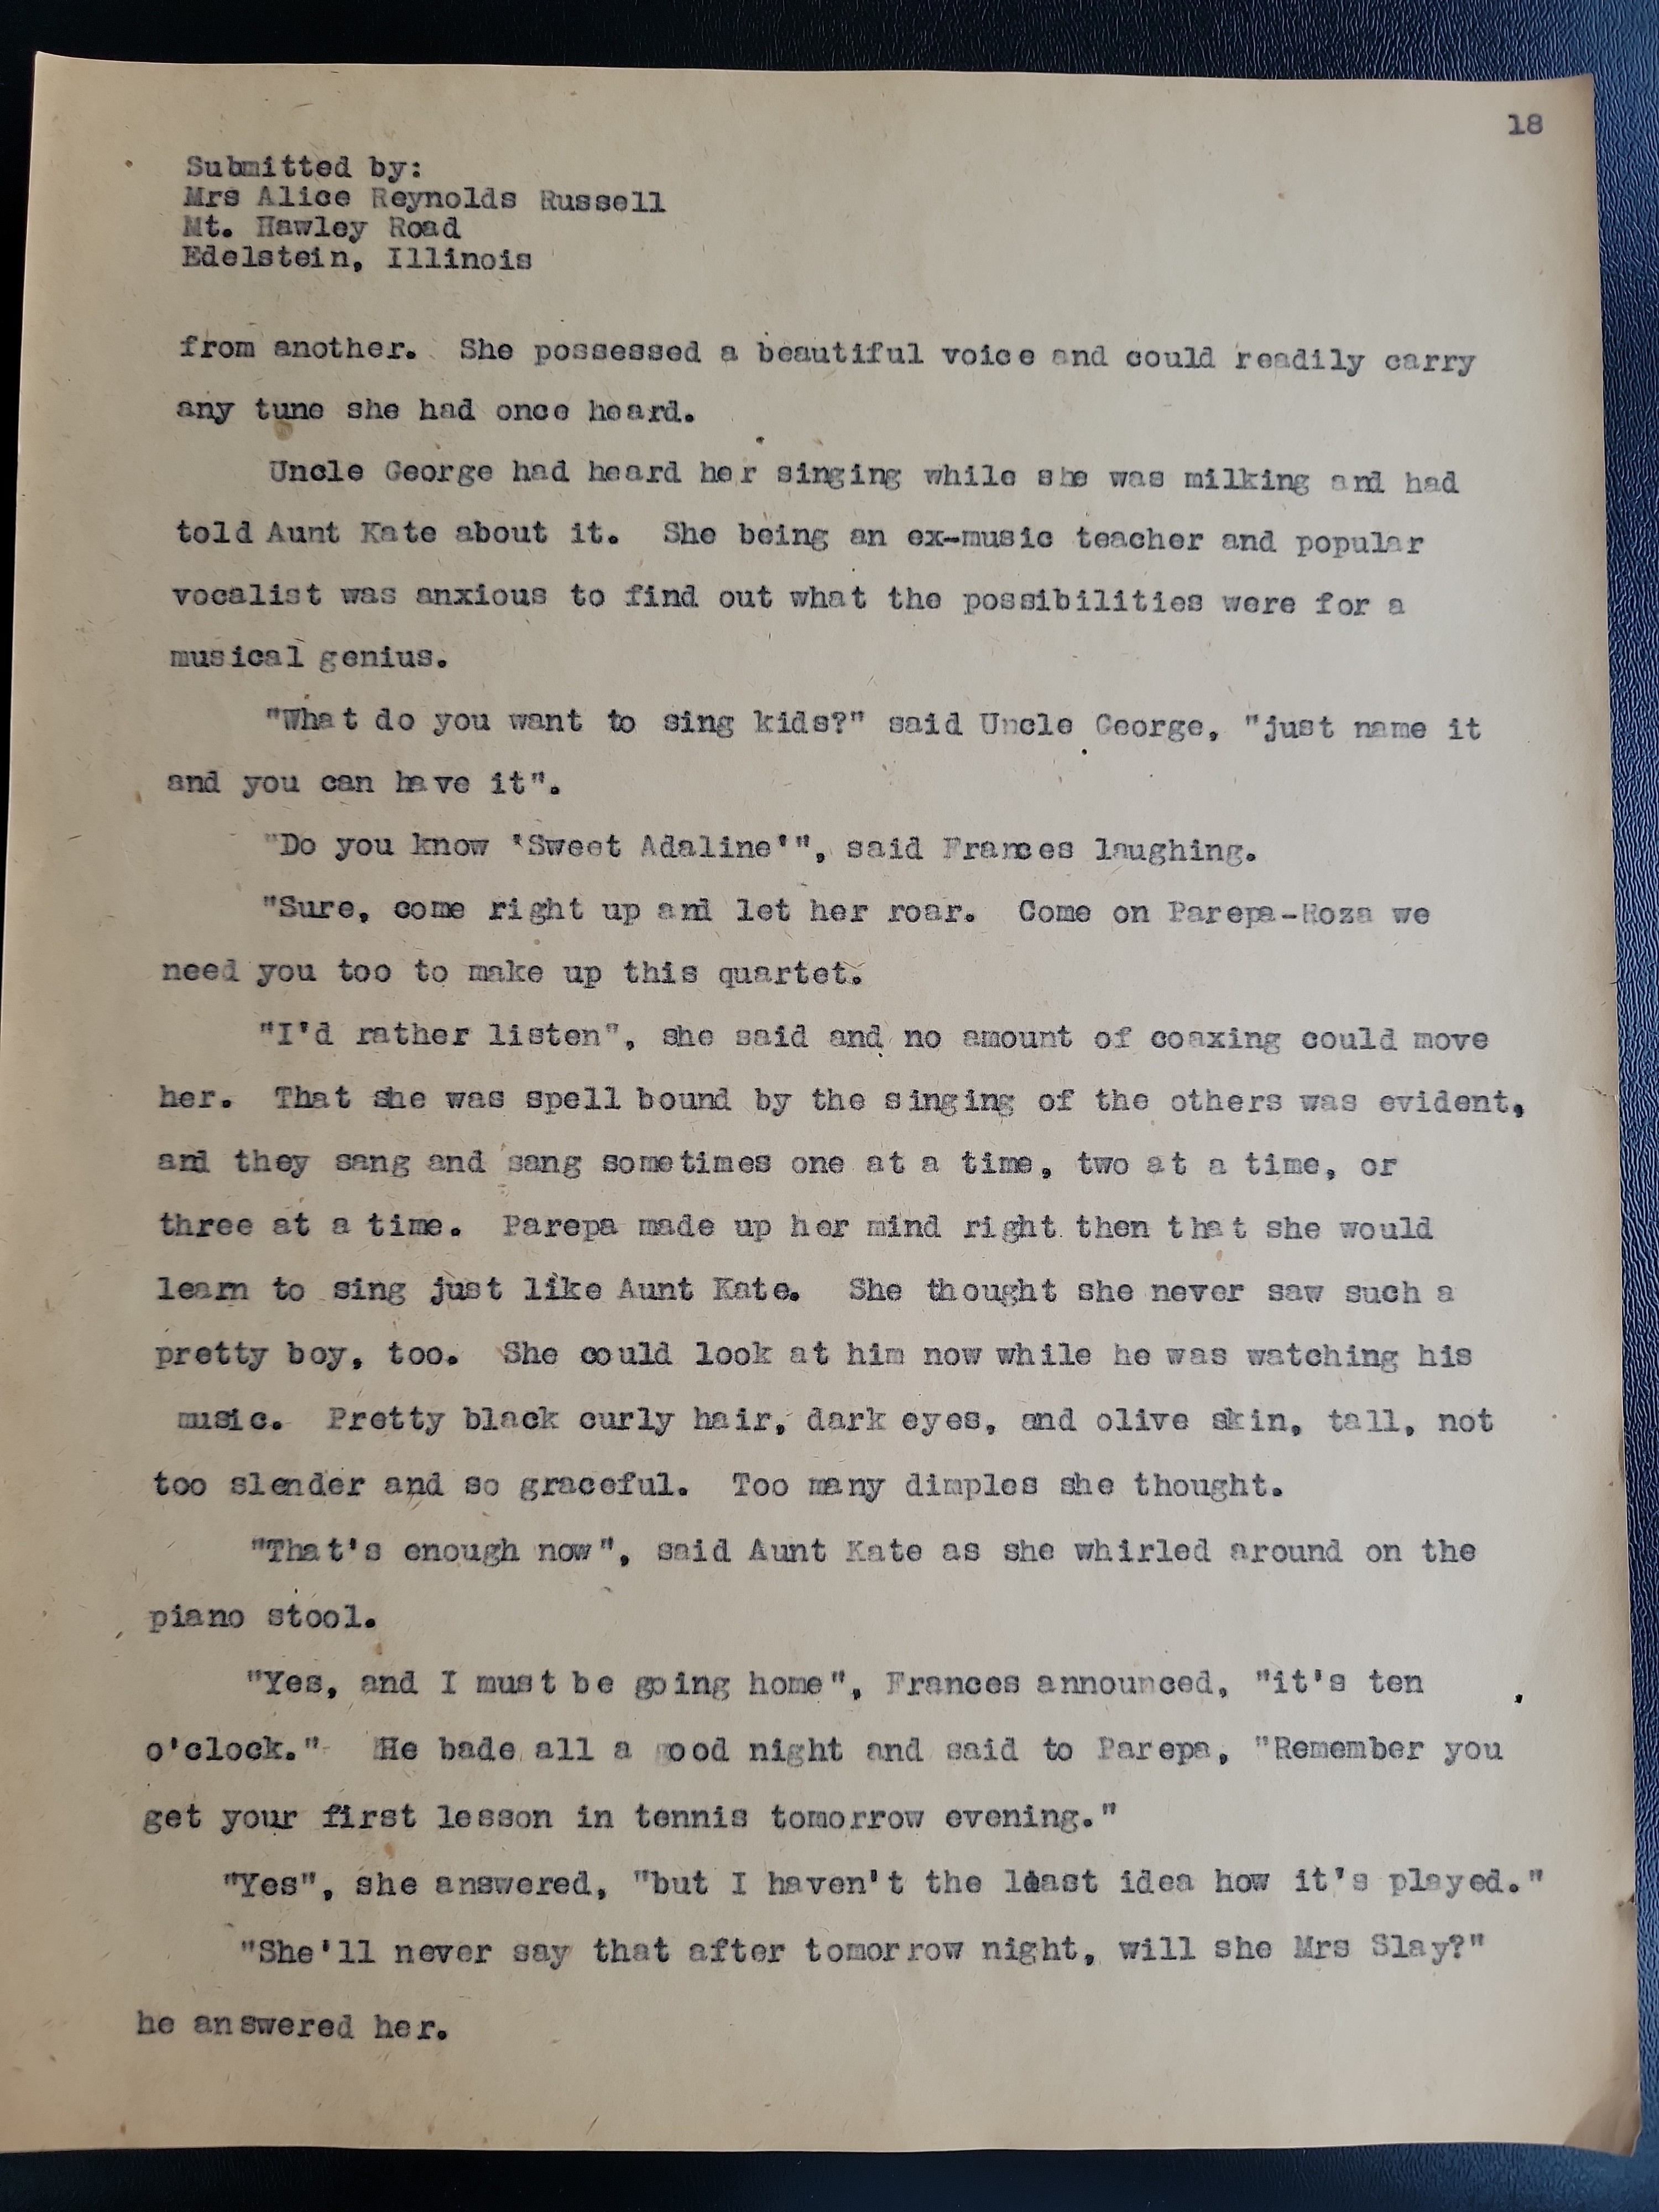 18
Submitted by:
Mrs Alice Reynolds Russell
Mt. Hawley Road
Edelstein, Illinois
from another.  She possessed a beautiful voice and could readily carry
any tune she had once heard.
Uncle George had heard her singing while she was milking and had
told Aunt Kate about it.  She being an ex-music teacher and popular
vocalist was anxious to find out what the possibilities were for a
musical genius.
"What do you want to sing kids?" said Uncle George, "just name it
and you can have it".
"Do you know 'Sweet Adaline'", said Frances laughing.
"Sure, come right up and let her roar.  Come on Parepa-Roza we
need you too to make up this quartet.
"I'd rather listen", she said and no amount of coaxing could move
her.  That she was spell bound by the singing of the others was evident,
and they sang and sang sometimes one at a time, two at a time, or
three at a time.  Parepa made up her mind right then that she would
learn to sing just like Aunt Kate.  She thought she never saw such a
pretty boy, too.  She could look at him now while he was watching his
music.  Pretty black curly hair, dark eyes, and olive skin, tall, not
too slender and so graceful.  Too many dimples she thought.
"That's enough now", said Aunt Kate as she whirled around on the
piano stool.
"Yes, and I must be going home", Frances announced, "it's ten
o'clock."  He bade all a good night and said to Parepa, "Remember you
get your first lesson in tennis tomorrow evening."
"Yes", she answered, "but I haven't the least idea how it's played."
"She'll never say that after tomorrow night, will she Mrs Slay?"
he answered her.